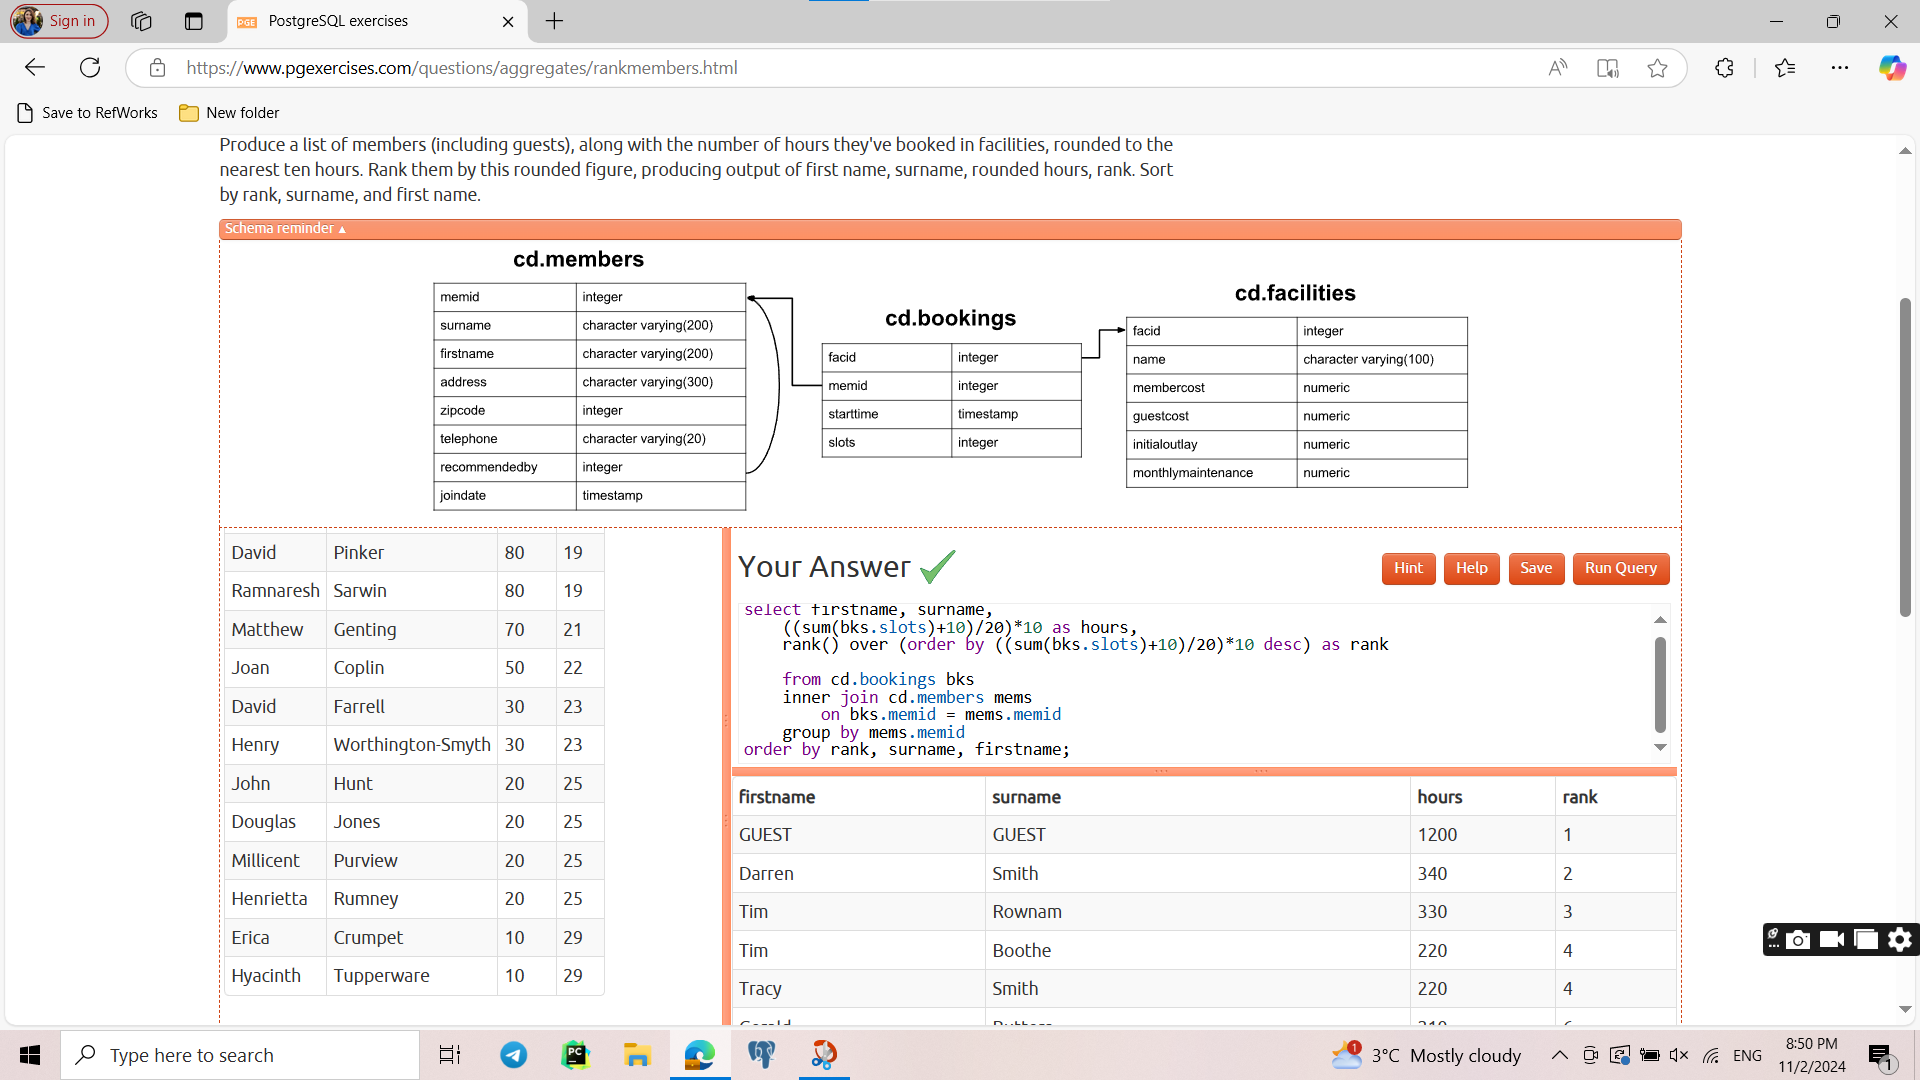 Sign in
PGE PostgreSQL exercises
https://www.pgexercises.com/questions/aggregates/rankmembers.html
Save to RefWorks New folder
Produce a list of members (including guests), along with the number of hours they've booked in facilities, rounded to the
nearest ten hours. Rank them by this rounded figure, producing output of first name, surname, rounded hours, rank. Sort
by rank, surname, and first name.
Schema reminder ▴
cd.members
memid integer
surname character varying(200)
firstname character varying(200)
address character varying(300)
zipcode integer
telephone character varying(20)
recommendedby integer
joindate timestamp
cd.bookings
facid integer
memid integer
starttime timestamp
slots integer
cd.facilities
facid integer
name character varying(100)
membercost numeric
guestcost numeric
initialoutlay numeric
monthlymaintenance numeric
David Pinker 80 19
Ramnaresh Sarwin 80 19
Matthew Genting 70 21
Joan Coplin 50 22
David Farrell 30 23
Henry Worthington-Smyth 30 23
John Hunt 20 25
Douglas Jones 20 25
Millicent Purview 20 25
Henrietta Rumney 20 25
Erica Crumpet 10 29
Hyacinth Tupperware 10 29
Your Answer
Hint Help Save Run Query
select firstname, surname,
((sum(bks.slots)+10)/20)*10 as hours,
rank() over (order by ((sum(bks.slots)+10)/20)*10 desc) as rank
from cd.bookings bks
inner join cd.members mems
on bks.memid = mems.memid
group by mems.memid
order by rank, surname, firstname;
firstname surname hours rank
GUEST GUEST 1200 1
Darren Smith 340 2
Tim Rownam 330 3
Tim Boothe 220 4
Tracy Smith 220 4
Type here to search
PC
1
3°C Mostly cloudy
ENG
8:50 PM
11/2/2024
1